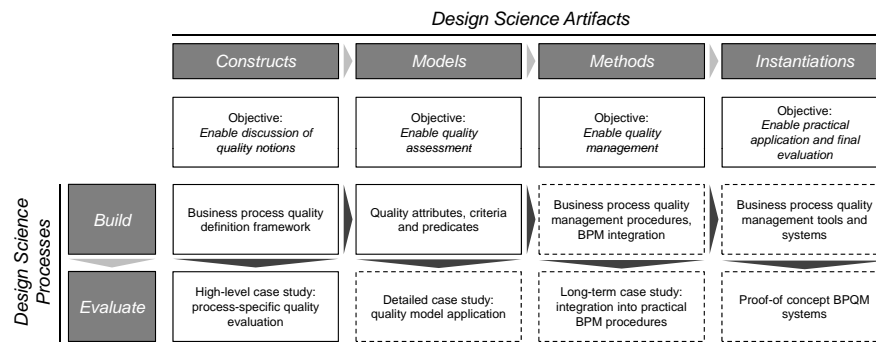 Design Science Artifacts
Constructs
Models
Methods
Instantiations
Objective:
Enable discussion of
quality notions
Objective:
Enable quality
assessment
Objective:
Enable quality
management
Objective:
Enable practical
application and final
evaluation
Design Science
Processes
Build
Business process quality
definition framework
Quality attributes, criteria
and predicates
Business process quality
management procedures,
BPM integration
Business process quality
management tools and
systems
Evaluate
High-level case study:
process-specific quality
evaluation
Detailed case study:
quality model application
Long-term case study:
integration into practical
BPM procedures
Proof-of concept BPQM
systems